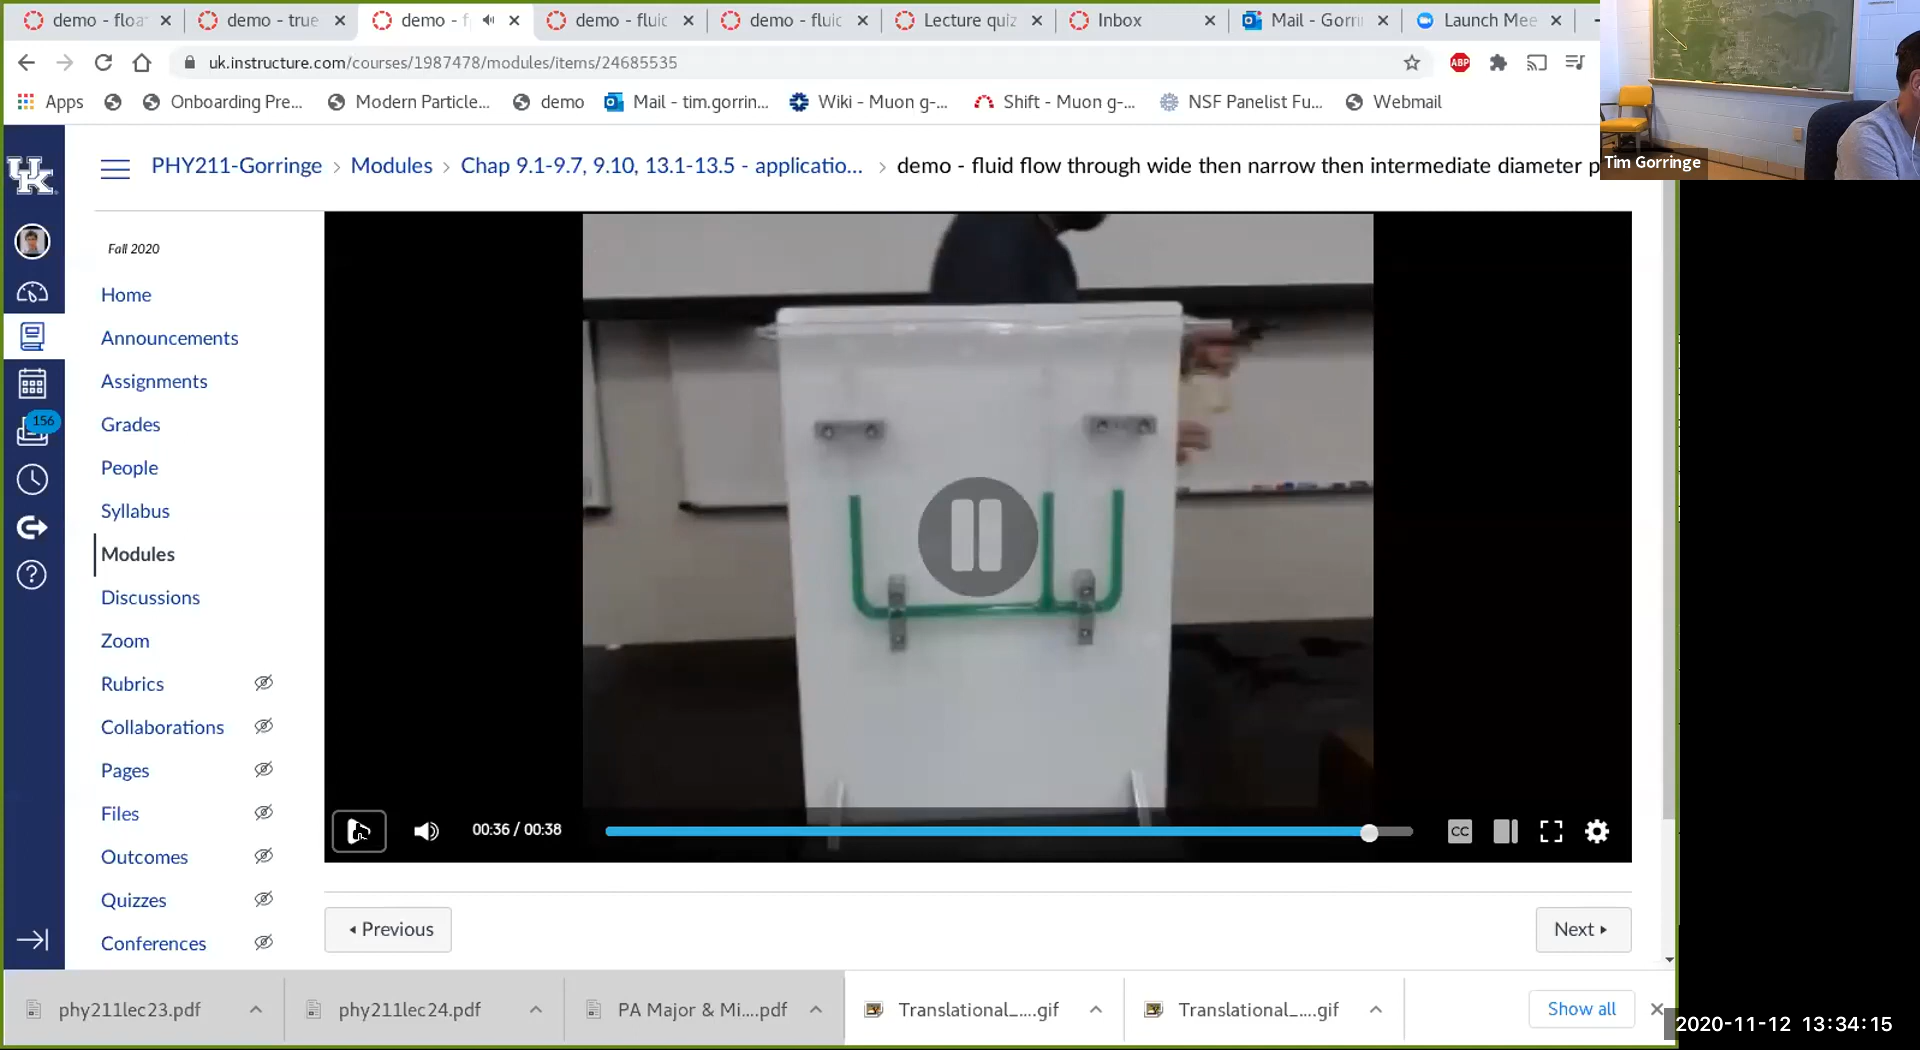 demo - floa
demo - true
demo - f
demo - fluid
demo - fluid
Lecture quiz
Inbox
Mail - Gorri
Launch Mee
uk.instructure.com/courses/1987478/modules/items/24685535
ABP
Apps
Onboarding Pre...
Modern Particle...
demo
Mail - tim.gorrin...
Wiki - Muon g-...
Shift - Muon g-...
NSF Panelist Fu...
Webmail
Tim Gorringe
UK
PHY211-Gorringe
Modules
Chap 9.1-9.7, 9.10, 13.1-13.5 - applicatio...
demo - fluid flow through wide then narrow then intermediate diameter p
Fall 2020
Home
Announcements
Assignments
Grades
156
People
Syllabus
Modules
Discussions
Zoom
Rubrics
Collaborations
Pages
Files
Outcomes
Quizzes
Conferences
00:36 / 00:38
CC
Previous
Next
phy211lec23.pdf
phy211lec24.pdf
PA Major & Mi....pdf
Translational_....gif
Translational_....gif
Show all
2020-11-12 13:34:15